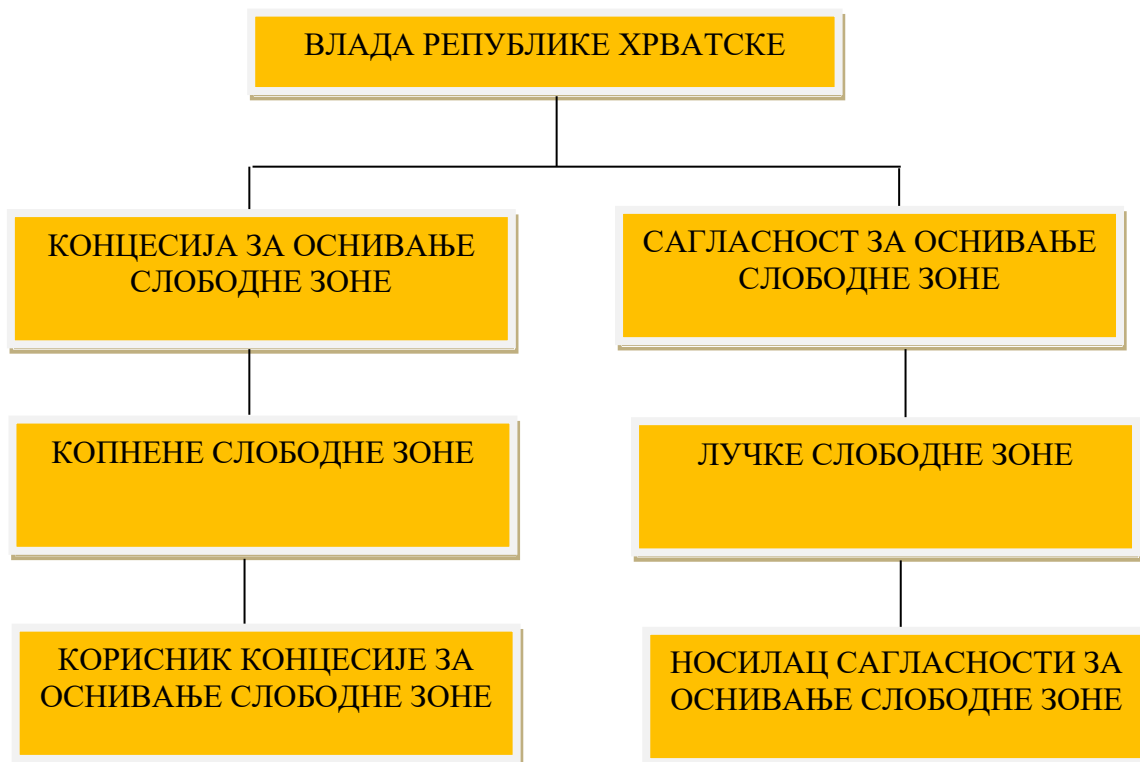 ВЛАДА РЕПУБЛИКЕ ХРВАТСКЕ
КОНЦЕСИЈА ЗА ОСНИВАЊЕ
СЛОБОДНЕ ЗОНЕ
САГЛАСНОСТ ЗА ОСНИВАЊЕ
СЛОБОДНЕ ЗОНЕ
КОПНЕНЕ СЛОБОДНЕ ЗОНЕ
ЛУЧКЕ СЛОБОДНЕ ЗОНЕ
КОРИСНИК КОНЦЕСИЈЕ ЗА
ОСНИВАЊЕ СЛОБОДНЕ ЗОНЕ
НОСИЛАЦ САГЛАСНОСТИ ЗА
ОСНИВАЊЕ СЛОБОДНЕ ЗОНЕ